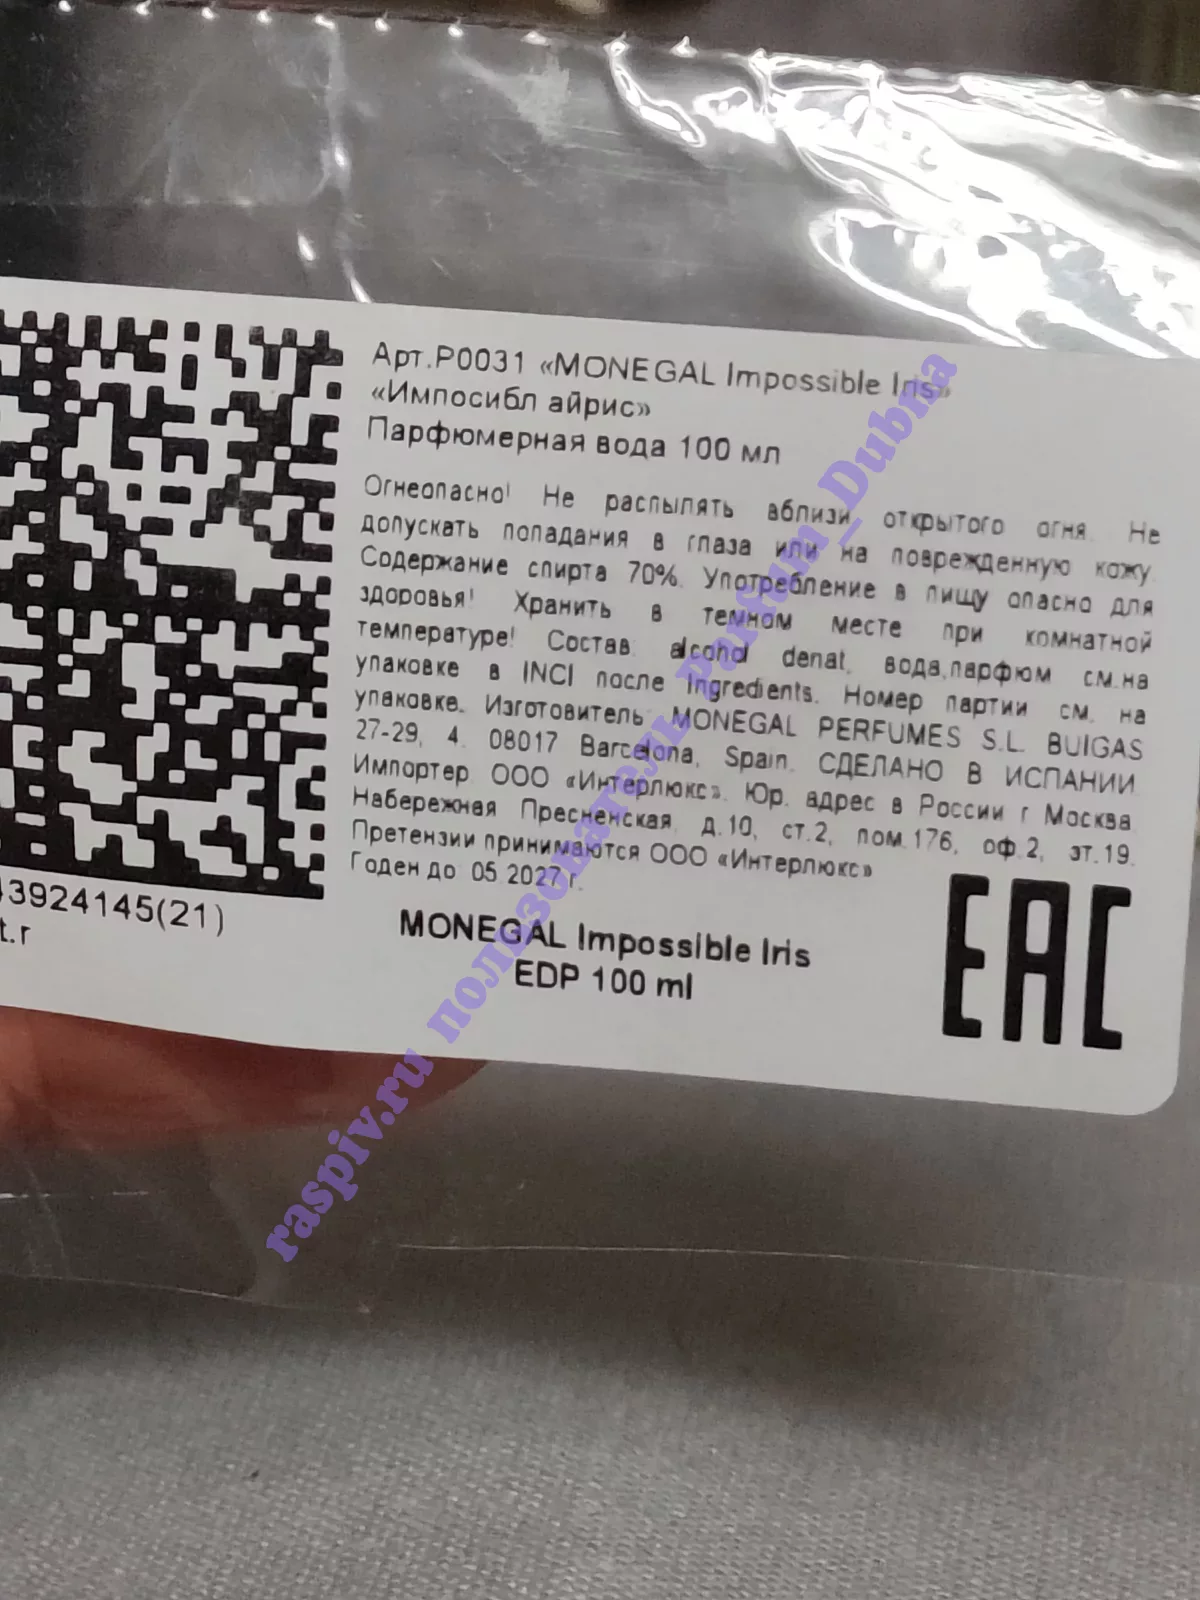 Арт.Р0031 «MONEGAL Impossible Iris»
«Импосибл айрис»
Парфюмерная вода 100 мл
Огнеопасно! Не распылять вблизи открытого огня. Не
допускать попадания в глаза или на поврежденную кожу.
Содержание спирта 70%. Употребление в пищу опасно для
здоровья! Хранить в темном месте при комнатной
температуре! Состав: alcohol denat, вода,парфюм см.на
упаковке в INCI после Ingredients. Номер партии см. на
упаковке. Изготовитель: MONEGAL PERFUMES S.L. BUIGAS
27-29, 4. 08017 Barcelona, Spain. СДЕЛАНО В ИСПАНИИ
Импортер ООО «Интерлюкс». Юр. адрес в России г Москва
Набережная Пресненская, д.10, ст.2, пом.176, оф.2, эт.19.
Претензии принимаются ООО «Интерлюкс»
Годен до 05.2027 г.
MONEGAL Impossible Iris
EDP 100 ml
EAC
43924145(21)
t.r
raspiv.ru пользователь Parfum_Dubna